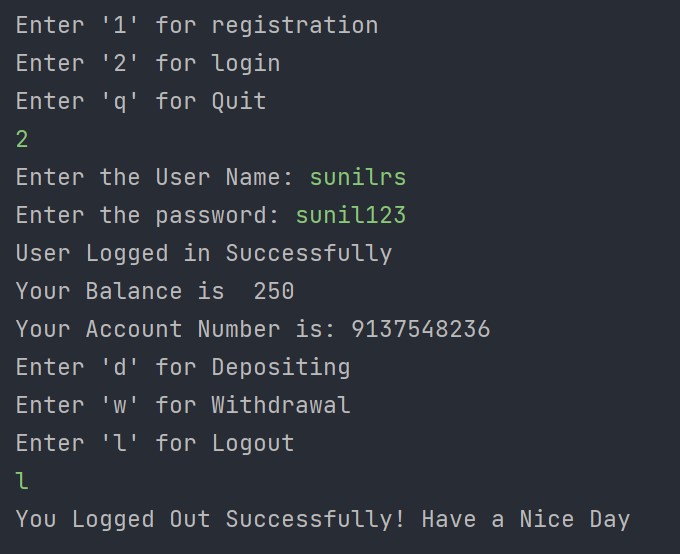 Enter '1' for registration
Enter '2' for login
Enter 'q' for Quit
2
Enter the User Name: sunilrs
Enter the password: sunil123
User Logged in Successfully
Your Balance is  250
Your Account Number is: 9137548236
Enter 'd' for Depositing
Enter 'w' for Withdrawal
Enter 'l' for Logout
l
You Logged Out Successfully! Have a Nice Day